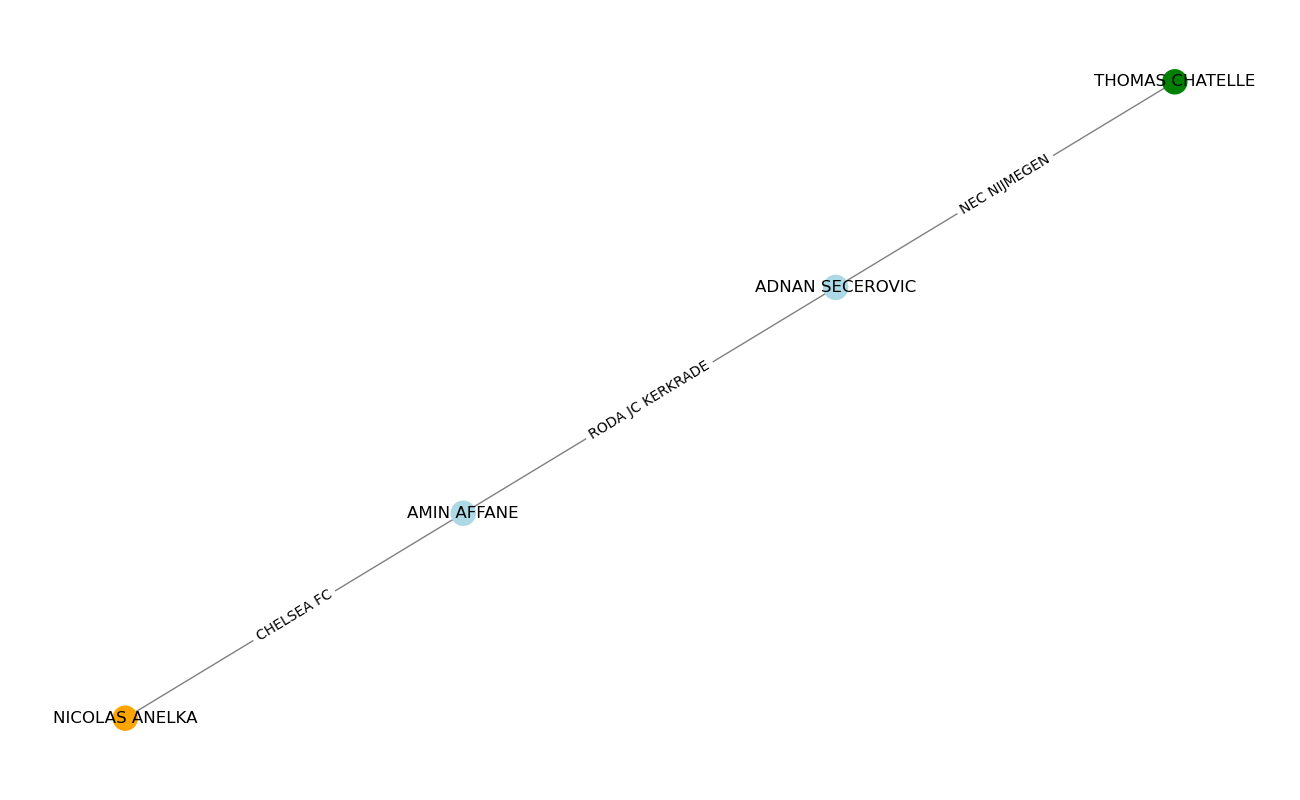 THOMAS CHATELLE
NEC NIJMEGEN
ADNAN SECEROVIC
RODA JC KERKRADE
AMIN AFFANE
CHELSEA FC
NICOLAS ANELKA